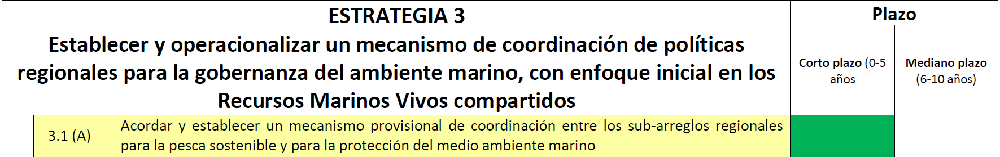 ESTRATEGIA 3
Establecer y operacionalizar un mecanismo de coordinación de políticas
regionales para la gobernanza del ambiente marino, con enfoque inicial en los
Recursos Marinos Vivos compartidos
Plazo
Corto plazo (0-5
años
Mediano plazo
(6-10 años)
3.1 (A)
Acordar y establecer un mecanismo provisional de coordinación entre los sub-arreglos regionales
para la pesca sostenible y para la protección del medio ambiente marino